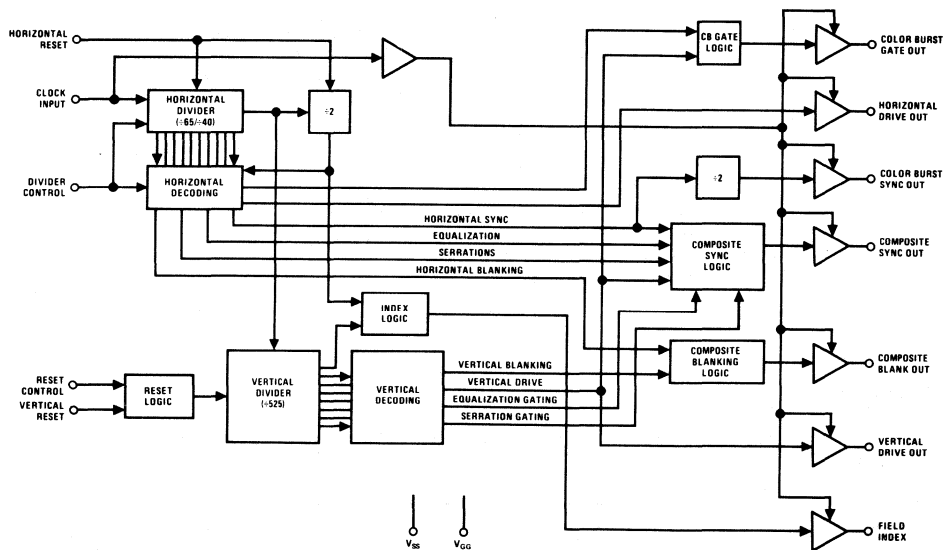 HORIZONTAL
RESET
CLOCK
INPUT
DIVIDER
CONTROL
HORIZONTAL
DIVIDER
(÷65/÷40)
÷2
HORIZONTAL
DECODING
CB GATE
LOGIC
COLOR BURST
GATE OUT
HORIZONTAL
DRIVE OUT
÷2
COLOR BURST
SYNC OUT
HORIZONTAL SYNC
EQUALIZATION
SERRATIONS
HORIZONTAL BLANKING
COMPOSITE
SYNC
LOGIC
COMPOSITE
SYNC OUT
INDEX
LOGIC
RESET
CONTROL
VERTICAL
RESET
RESET
LOGIC
VERTICAL
DIVIDER
(÷525)
VERTICAL
DECODING
VERTICAL BLANKING
VERTICAL DRIVE
EQUALIZATION GATING
SERRATION GATING
COMPOSITE
BLANKING
LOGIC
COMPOSITE
BLANK OUT
VERTICAL
DRIVE OUT
FIELD
INDEX
VSS
VGG